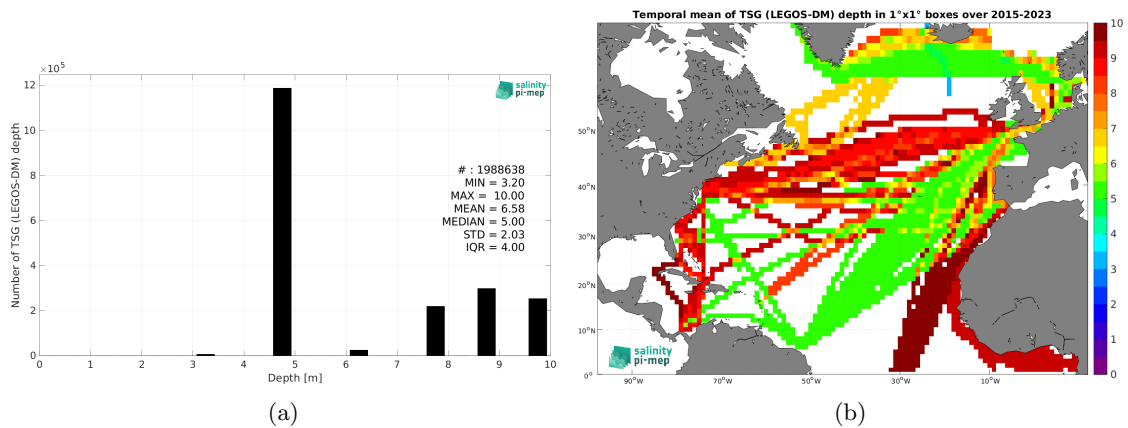 ×10⁵
12
10
8
6
4
2
0
Number of TSG (LEGOS-DM) depth
0 1 2 3 4 5 6 7 8 9 10
Depth [m]
salinity
pi-mep
# : 1988638
MIN = 3.20
MAX = 10.00
MEAN = 6.58
MEDIAN = 5.00
STD = 2.03
IQR = 4.00
(a)
Temporal mean of TSG (LEGOS-DM) depth in 1°x1° boxes over 2015-2023
50°N
40°N
30°N
20°N
10°N
0°
90°W 70°W 50°W 30°W 10°W
salinity
pi-mep
10
9
8
7
6
5
4
3
2
1
0
(b)